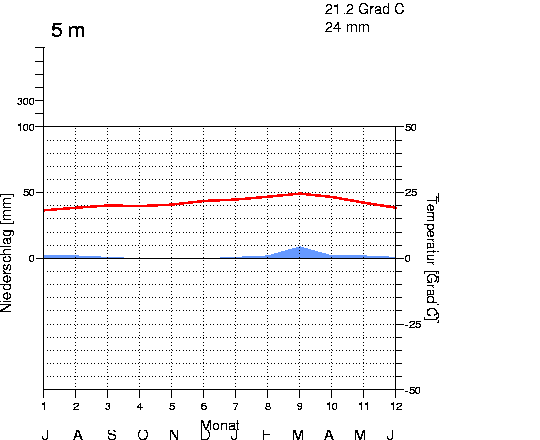 21.2 Grad C
5 m
24 mm
300
100
50
50
25
0
0
-25
-50
Niederschlag [mm]
Temperatur [Grad C]
1 2 3 4 5 6 7 8 9 10 11 12
Monat
J A S O N D J F M A M J